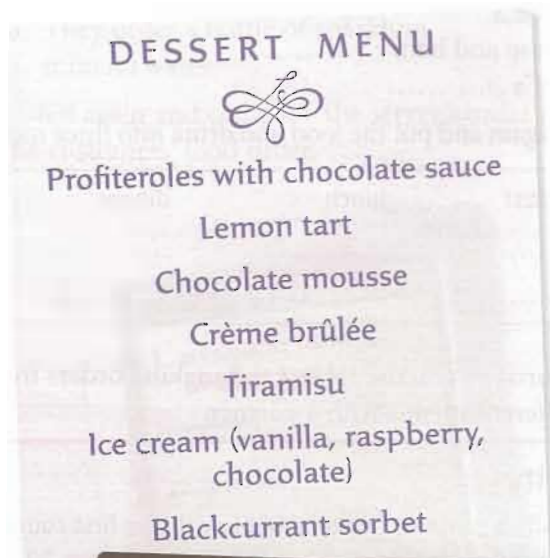 DESSERT MENU
Profiteroles with chocolate sauce
Lemon tart
Chocolate mousse
Crème brûlée
Tiramisu
Ice cream (vanilla, raspberry,
chocolate)
Blackcurrant sorbet